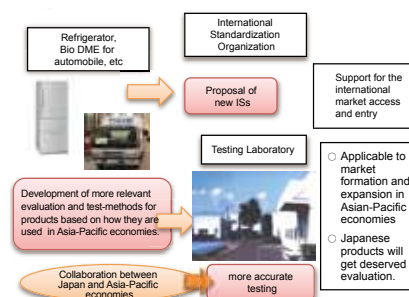 Refrigerator,
Bio DME for
automobile, etc
International
Standardization
Organization
Proposal of
new ISs
Support for the
international
market access
and entry
Testing Laboratory
Development of more relevant
evaluation and test-methods for
products based on how they are
used in Asia-Pacific economies.
○ Applicable to
market
formation and
expansion in
Asian-Pacific
economies
○ Japanese
products will
get deserved
evaluation.
Collaboration between
Japan and Asia-Pacific
economies
more accurate
testing